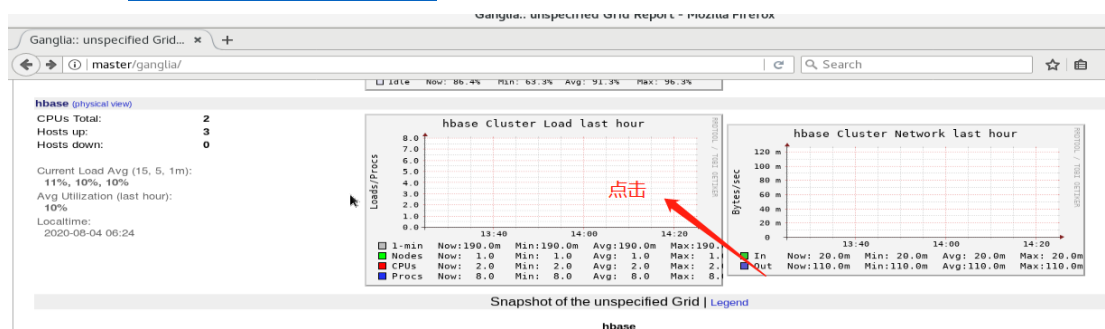 Ganglia:: unspecified Grid Report - Mozilla Firefox
Ganglia:: unspecified Grid... × +
master/ganglia/
Search
Idle Now: 86.4% Min: 63.3% Avg: 91.3% Max: 96.3%
hbase (physical view)
CPUs Total: 2
Hosts up: 3
Hosts down: 0
Current Load Avg (15, 5, 1m):
11%, 10%, 10%
Avg Utilization (last hour):
10%
Localtime:
2020-08-04 06:24
hbase Cluster Load last hour
Loads/Procs
8.0
7.0
6.0
5.0
4.0
3.0
2.0
1.0
0.0
13:40 14:00 14:20
1-min Now:190.0m Min:190.0m Avg:190.0m Max:190.
Nodes Now: 1.0 Min: 1.0 Avg: 1.0 Max: 1.
CPUs Now: 2.0 Min: 2.0 Avg: 2.0 Max: 2.
Procs Now: 8.0 Min: 8.0 Avg: 8.0 Max: 8.
RRDTOOL / TOBI OETIKER
点击
hbase Cluster Network last hour
Bytes/sec
120 m
100 m
80 m
60 m
40 m
20 m
0
13:40 14:00 14:20
In Now: 20.0m Min: 20.0m Avg: 20.0m Max: 20.0m
Out Now:110.0m Min:110.0m Avg:110.0m Max:110.0m
RRDTOOL / TOBI OETIKER
Snapshot of the unspecified Grid | Legend
hbase